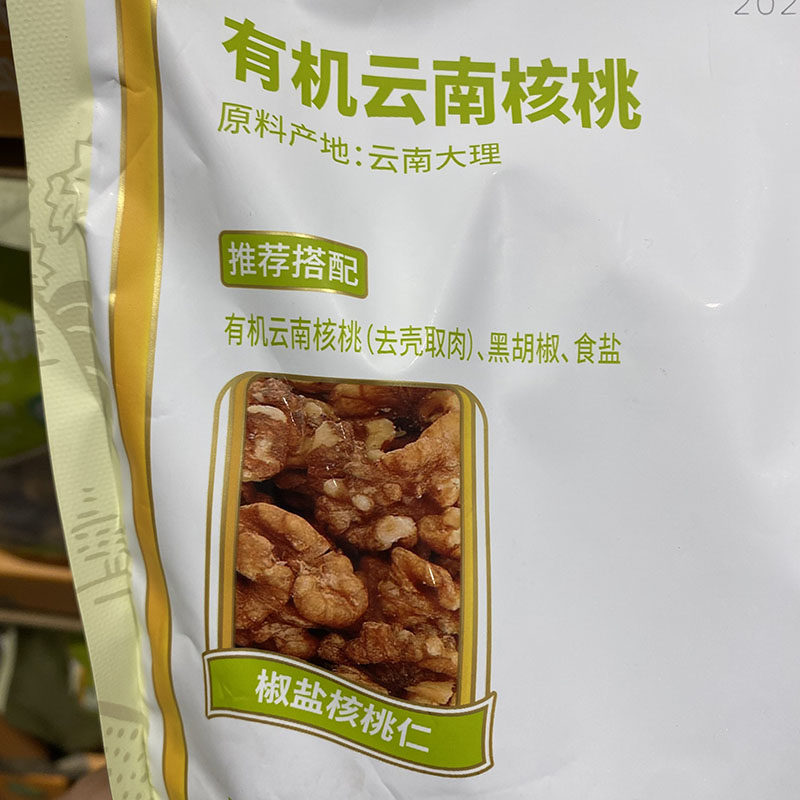 有机云南核桃
原料产地：云南大理
推荐搭配
有机云南核桃(去壳取肉)、黑胡椒、食盐
椒盐核桃仁